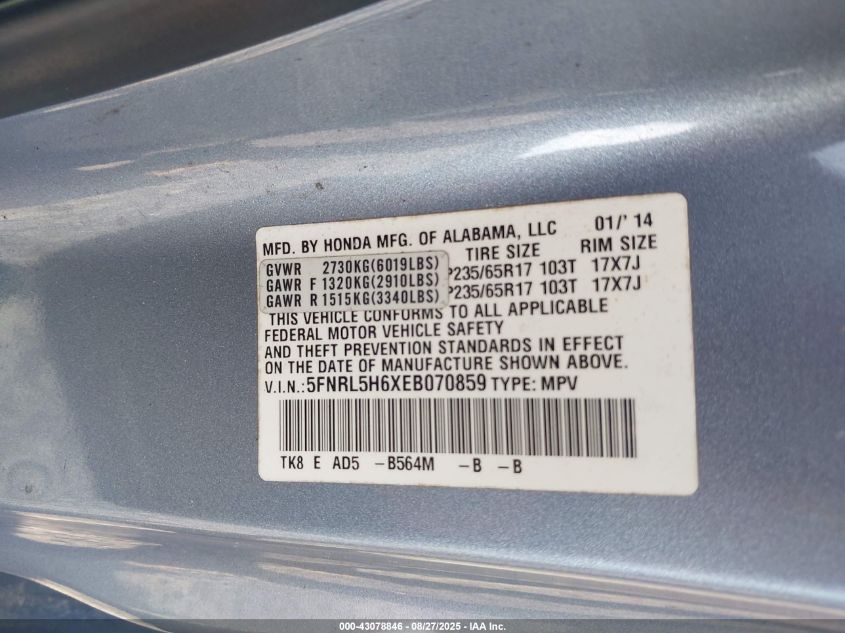 MFD. BY HONDA MFG. OF ALABAMA, LLC 01/' 14
TIRE SIZE RIM SIZE
GVWR 2730KG(6019LBS)
GAWR F 1320KG(2910LBS) P235/65R17 103T 17X7J
GAWR R 1515KG(3340LBS) P235/65R17 103T 17X7J
THIS VEHICLE CONFORMS TO ALL APPLICABLE
FEDERAL MOTOR VEHICLE SAFETY
AND THEFT PREVENTION STANDARDS IN EFFECT
ON THE DATE OF MANUFACTURE SHOWN ABOVE.
V.I.N.: 5FNRL5H6XEB070859 TYPE: MPV
TK8 E AD5 -B564M -B -B
000-43078846 - 08/27/2025 - IAA Inc.